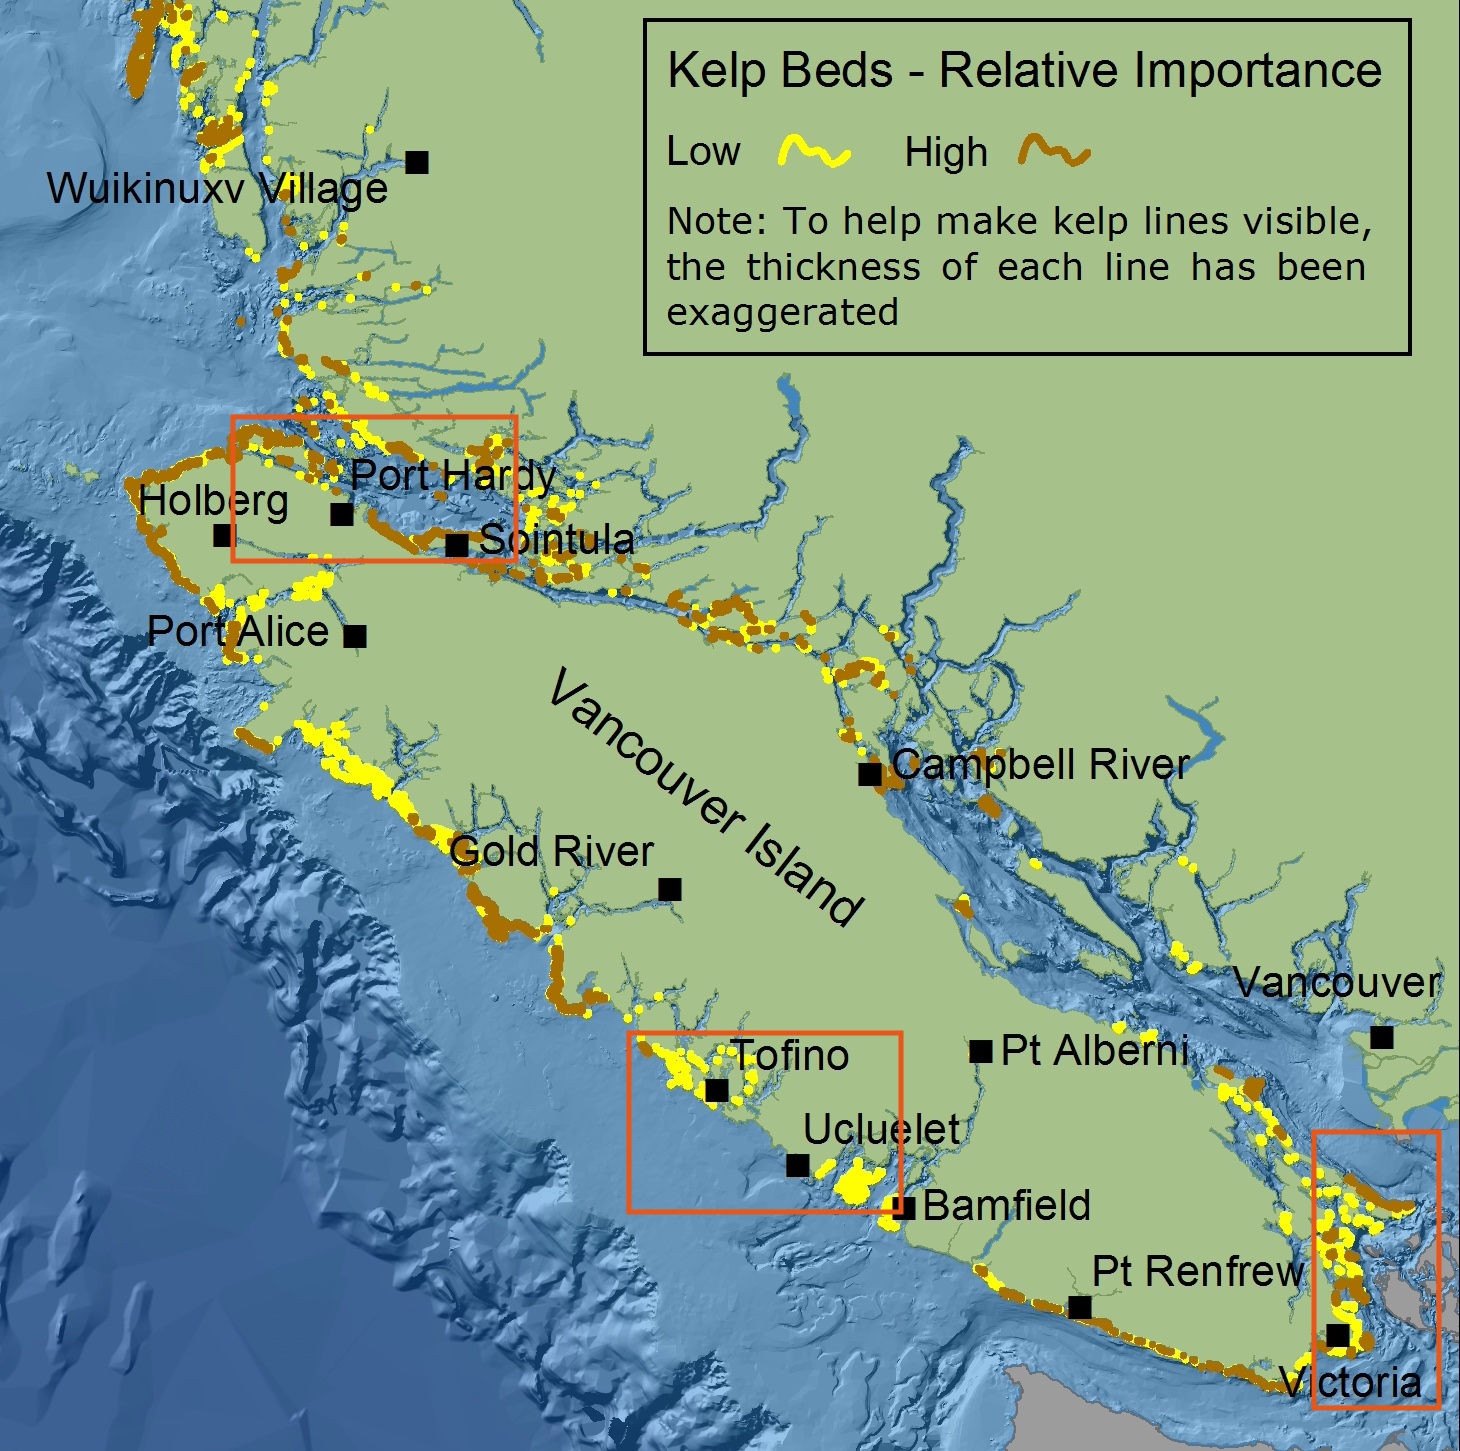 Kelp Beds - Relative Importance
Low High
Note: To help make kelp lines visible,
the thickness of each line has been
exaggerated
Wuikinuxv Village
Port Hardy
Holberg
Sointula
Port Alice
Vancouver Island
Campbell River
Gold River
Vancouver
Tofino
Pt Alberni
Ucluelet
Bamfield
Pt Renfrew
Victoria